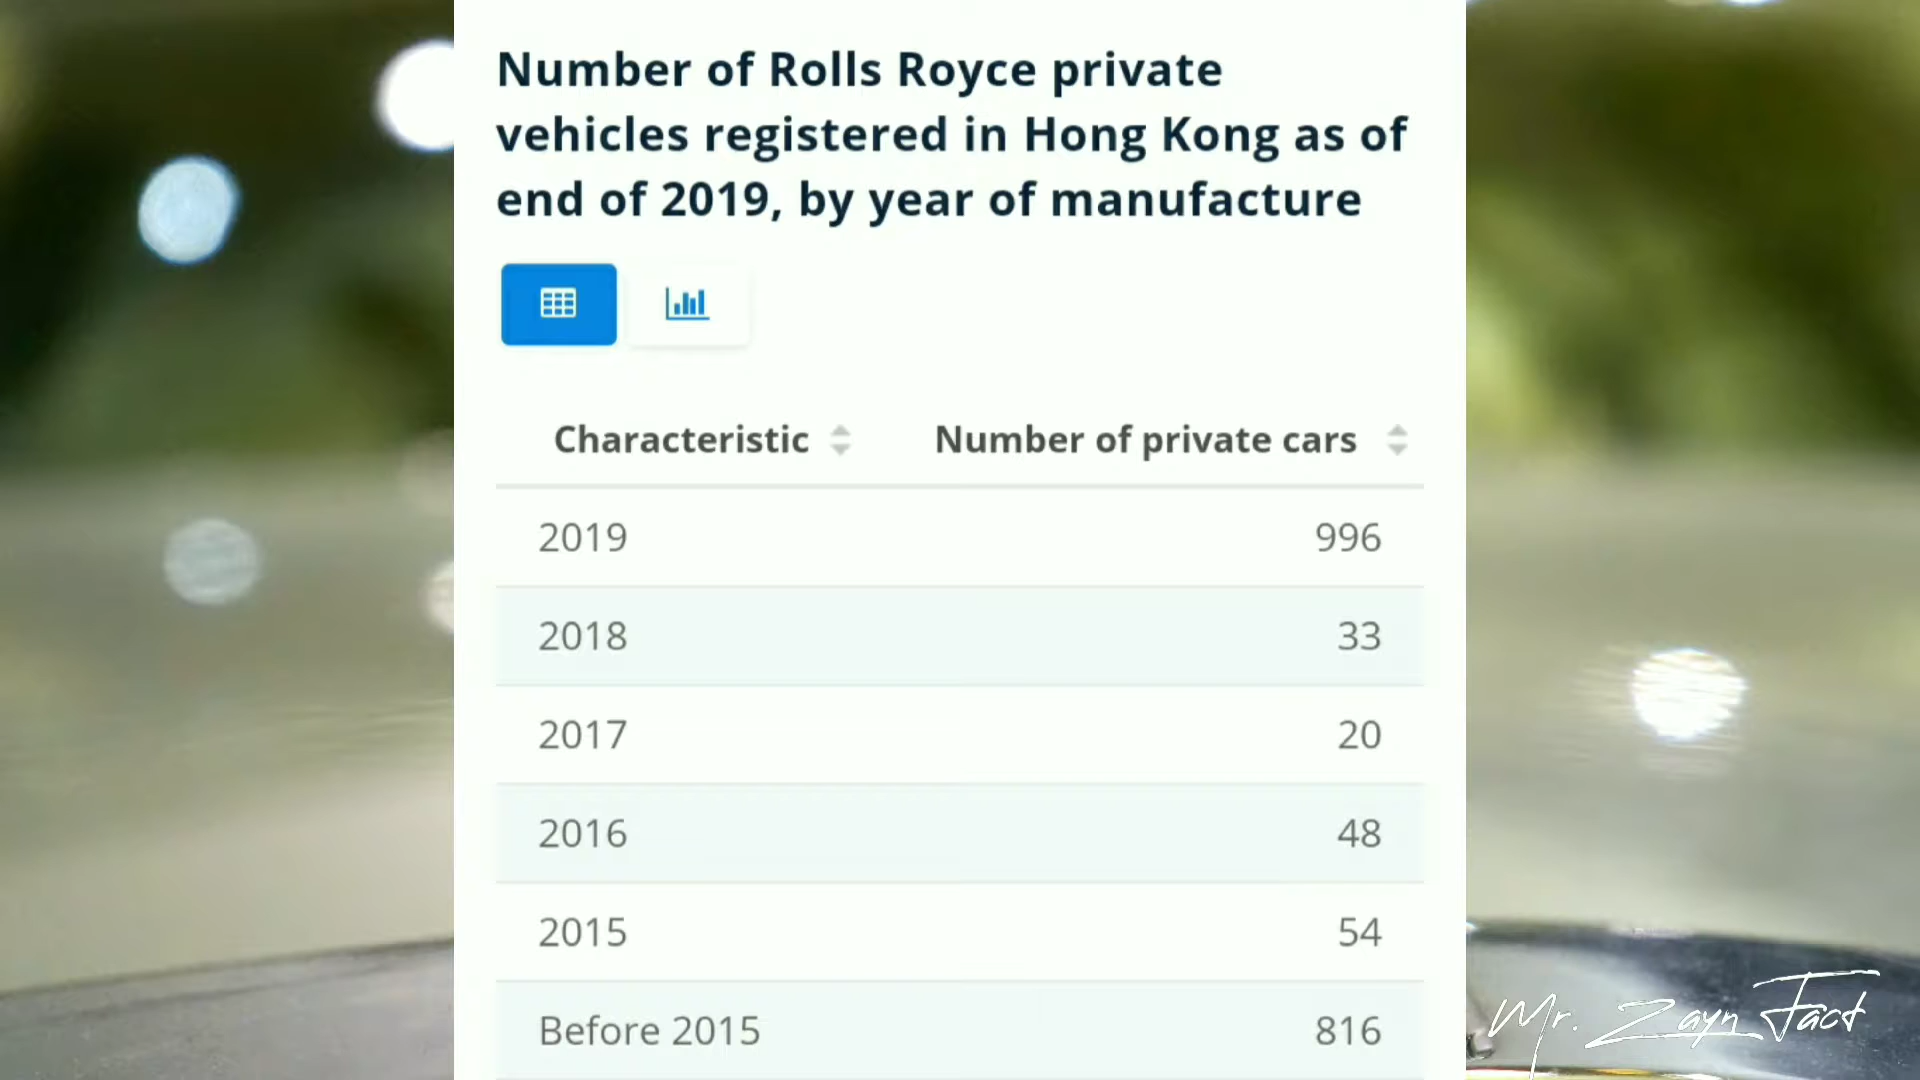 Number of Rolls Royce private
vehicles registered in Hong Kong as of
end of 2019, by year of manufacture
Characteristic Number of private cars
2019 996
2018 33
2017 20
2016 48
2015 54
Before 2015 816
Mr. Zayn Fact